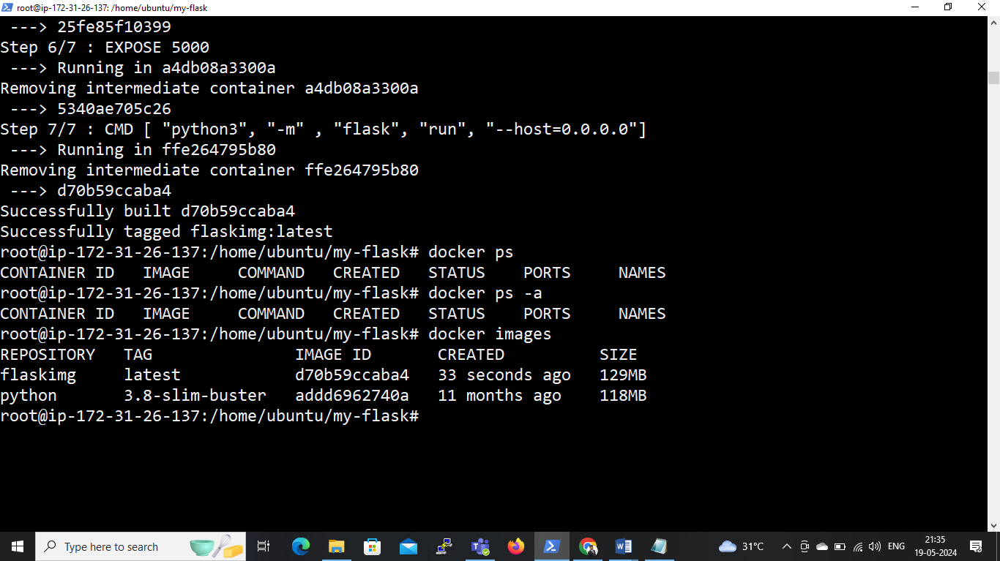 root@ip-172-31-26-137: /home/ubuntu/my-flask
---> 25fe85f10399
Step 6/7 : EXPOSE 5000
---> Running in a4db08a3300a
Removing intermediate container a4db08a3300a
---> 5340ae705c26
Step 7/7 : CMD [ "python3", "-m" , "flask", "run", "--host=0.0.0.0"]
---> Running in ffe264795b80
Removing intermediate container ffe264795b80
---> d70b59ccaba4
Successfully built d70b59ccaba4
Successfully tagged flaskimg:latest
root@ip-172-31-26-137:/home/ubuntu/my-flask# docker ps
CONTAINER ID   IMAGE     COMMAND   CREATED   STATUS    PORTS     NAMES
root@ip-172-31-26-137:/home/ubuntu/my-flask# docker ps -a
CONTAINER ID   IMAGE     COMMAND   CREATED   STATUS    PORTS     NAMES
root@ip-172-31-26-137:/home/ubuntu/my-flask# docker images
REPOSITORY   TAG               IMAGE ID       CREATED          SIZE
flaskimg     latest            d70b59ccaba4   33 seconds ago   129MB
python       3.8-slim-buster   addd6962740a   11 months ago    118MB
root@ip-172-31-26-137:/home/ubuntu/my-flask#
Type here to search
31°C
ENG
21:35
19-05-2024